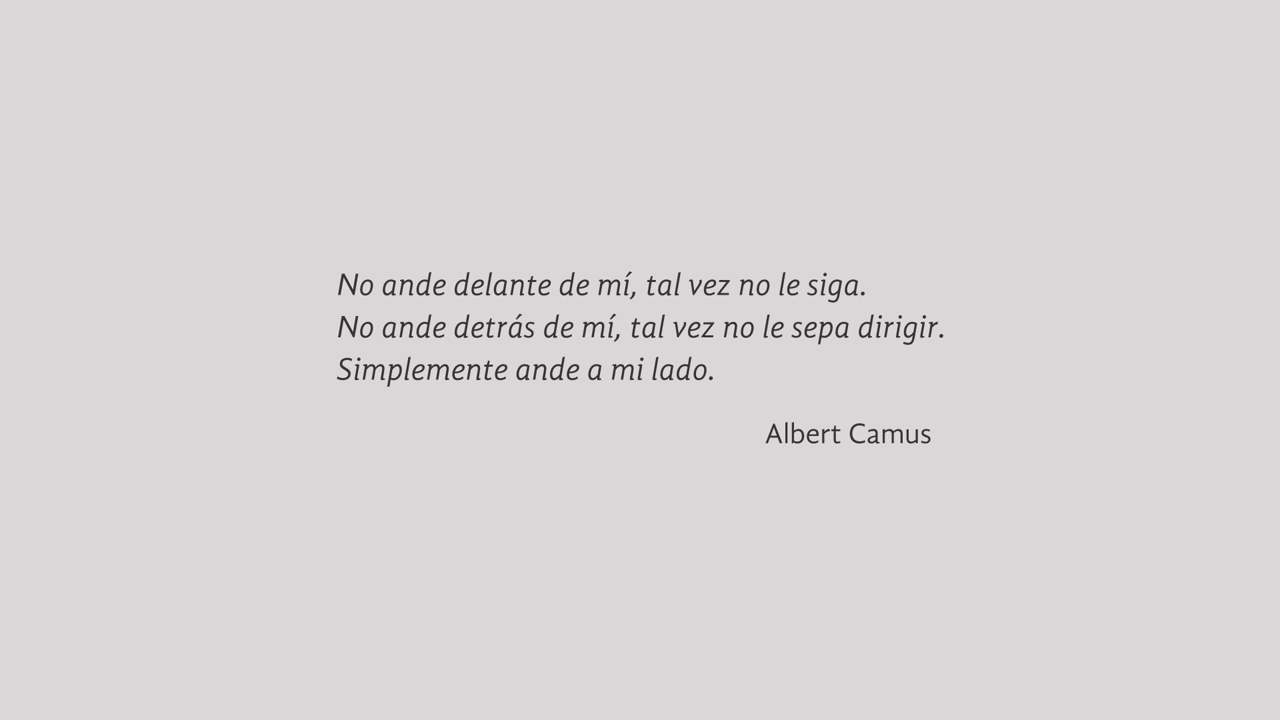 No ande delante de mí, tal vez no le siga.
No ande detrás de mí, tal vez no le sepa dirigir.
Simplemente ande a mi lado.
Albert Camus